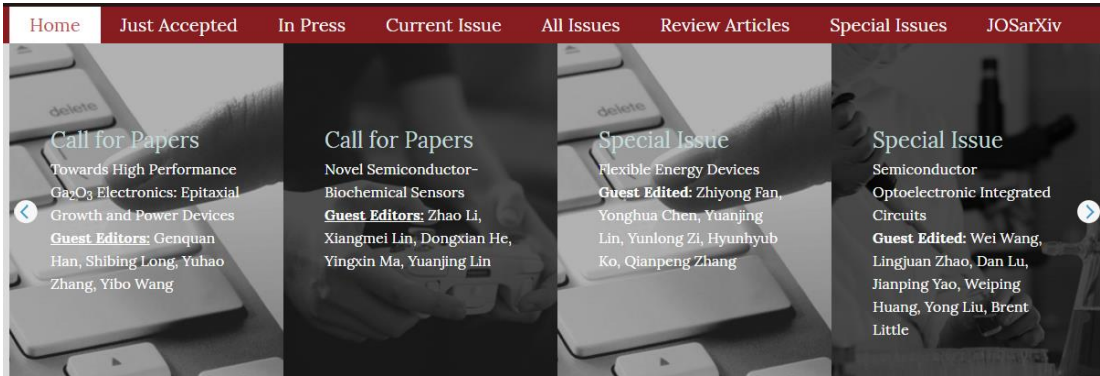 Home Just Accepted In Press Current Issue All Issues Review Articles Special Issues JOSarXiv
delete
Call for Papers
Towards High Performance
Ga₂O₃ Electronics: Epitaxial
Growth and Power Devices
Guest Editors: Genquan
Han, Shibing Long, Yuhao
Zhang, Yibo Wang
Call for Papers
Novel Semiconductor-
Biochemical Sensors
Guest Editors: Zhao Li,
Xiangmei Lin, Dongxian He,
Yingxin Ma, Yuanjing Lin
delete
Special Issue
Flexible Energy Devices
Guest Edited: Zhiyong Fan,
Yonghua Chen, Yuanjing
Lin, Yunlong Zi, Hyunhyub
Ko, Qianpeng Zhang
Special Issue
Semiconductor
Optoelectronic Integrated
Circuits
Guest Edited: Wei Wang,
Lingjuan Zhao, Dan Lu,
Jianping Yao, Weiping
Huang, Yong Liu, Brent
Little